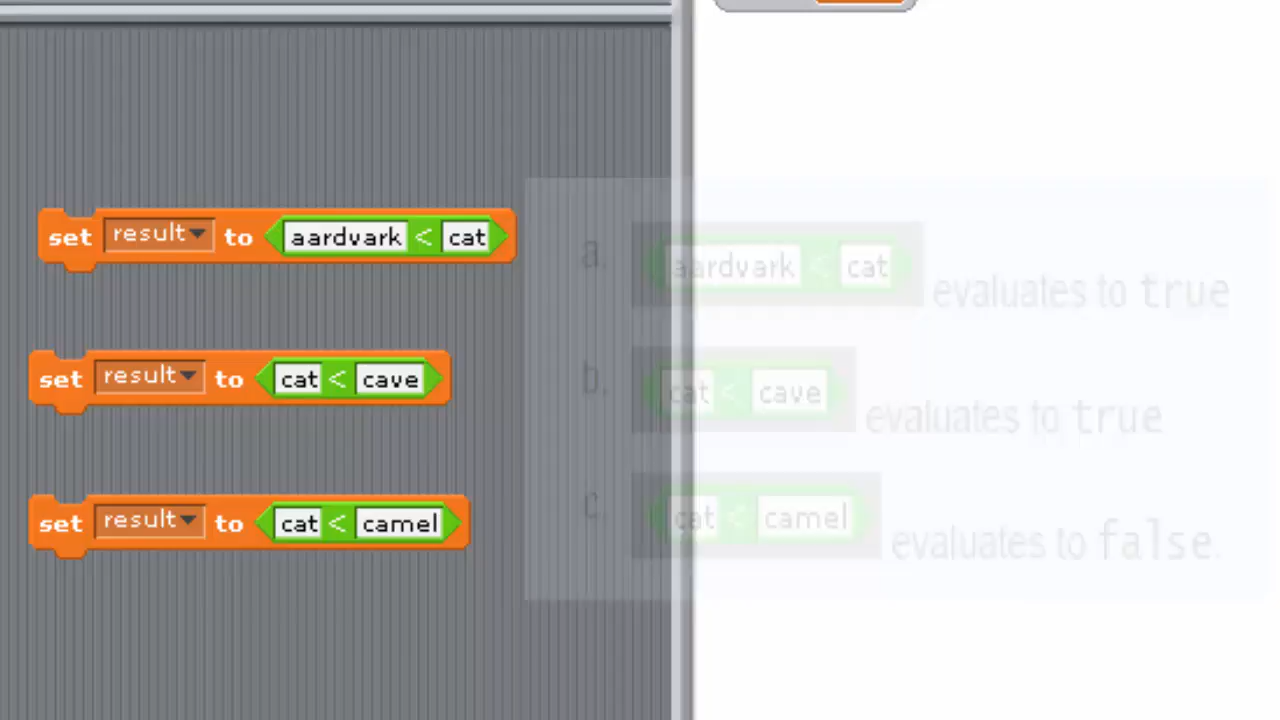 set result to aardvark < cat
a. aardvark < cat evaluates to true
set result to cat < cave
b. cat < cave evaluates to true
set result to cat < camel
c. cat < camel evaluates to false.